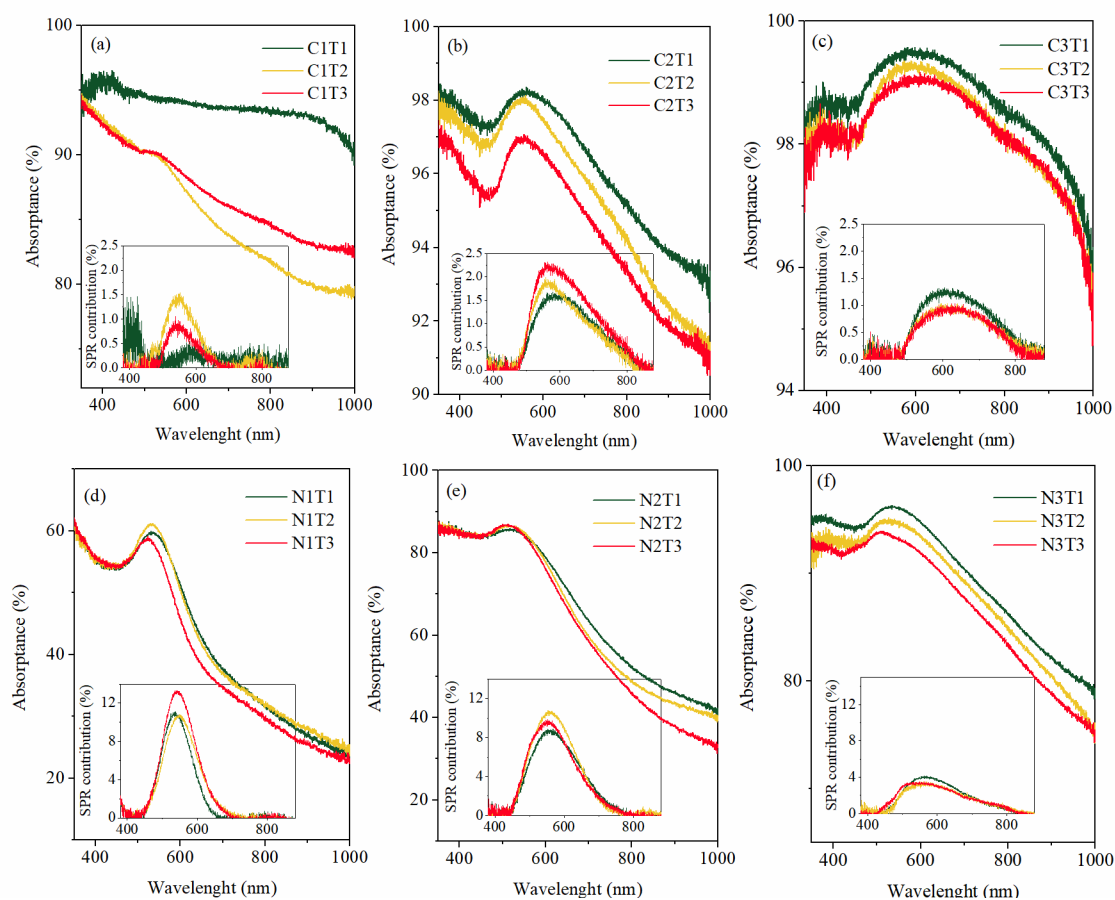 (a)
C1T1
C1T2
C1T3
Absorptance (%)
100
90
80
SPR contribution (%)
2.5
2.0
1.5
1.0
0.5
0.0
400 600 800
400 600 800 1000
Wavelenght (nm)
(b)
C2T1
C2T2
C2T3
Absorptance (%)
100
98
96
94
92
90
SPR contribution (%)
2.5
2.0
1.5
1.0
0.5
0.0
400 600 800
400 600 800 1000
Wavelenght (nm)
(c)
C3T1
C3T2
C3T3
Absorptance (%)
100
98
96
94
SPR contribution (%)
2.5
2.0
1.5
1.0
0.5
0.0
400 600 800
400 600 800 1000
Wavelenght (nm)
(d)
N1T1
N1T2
N1T3
Absorptance (%)
60
40
20
SPR contribution (%)
12
8
4
0
400 600 800
400 600 800 1000
Wavelenght (nm)
(e)
N2T1
N2T2
N2T3
Absorptance (%)
100
80
60
40
20
SPR contribution (%)
12
8
4
0
400 600 800
400 600 800 1000
Wavelenght (nm)
(f)
N3T1
N3T2
N3T3
Absorptance (%)
100
80
SPR contribution (%)
12
8
4
0
400 600 800
400 600 800 1000
Wavelenght (nm)